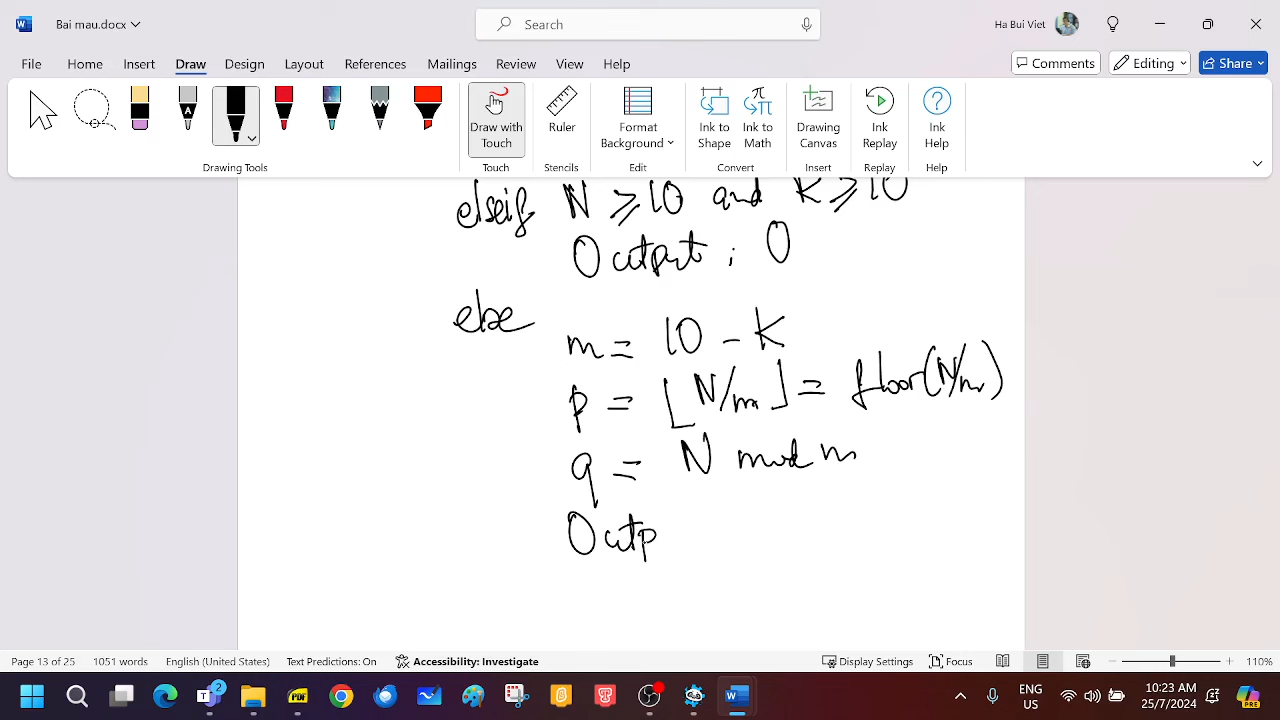 Bai mau.docx
Search
Ha Bui Viet
File Home Insert Draw Design Layout References Mailings Review View Help
Comments Editing Share
Draw with Touch
Ruler
Format Background
Ink to Shape
Ink to Math
Drawing Canvas
Ink Replay
Ink Help
Drawing Tools Touch Stencils Edit Convert Insert Replay Help
elseif N ⩾ 10 and K ⩾ 10
Output : 0
else
m = 10 - K
p = ⌊N/m⌋ = floor(N/m)
q = N mod m
Outp
Page 13 of 25 1051 words English (United States) Text Predictions: On Accessibility: Investigate Display Settings Focus 110%
2 PDF ENG US 10:23 AM 25/7/2024 PRE